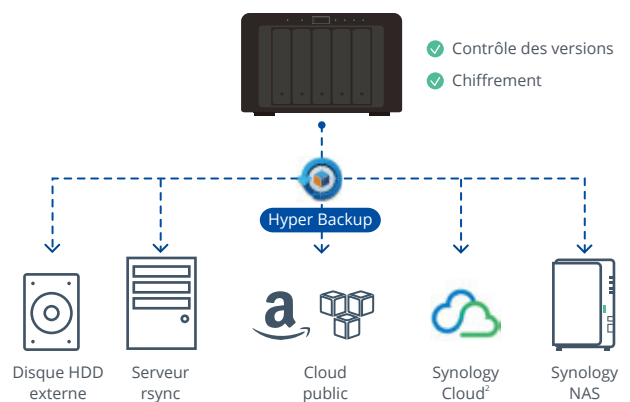 Contrôle des versions
Chiffrement
Hyper Backup
Disque HDD
externe
Serveur
rsync
Cloud
public
Synology
Cloud²
Synology
NAS